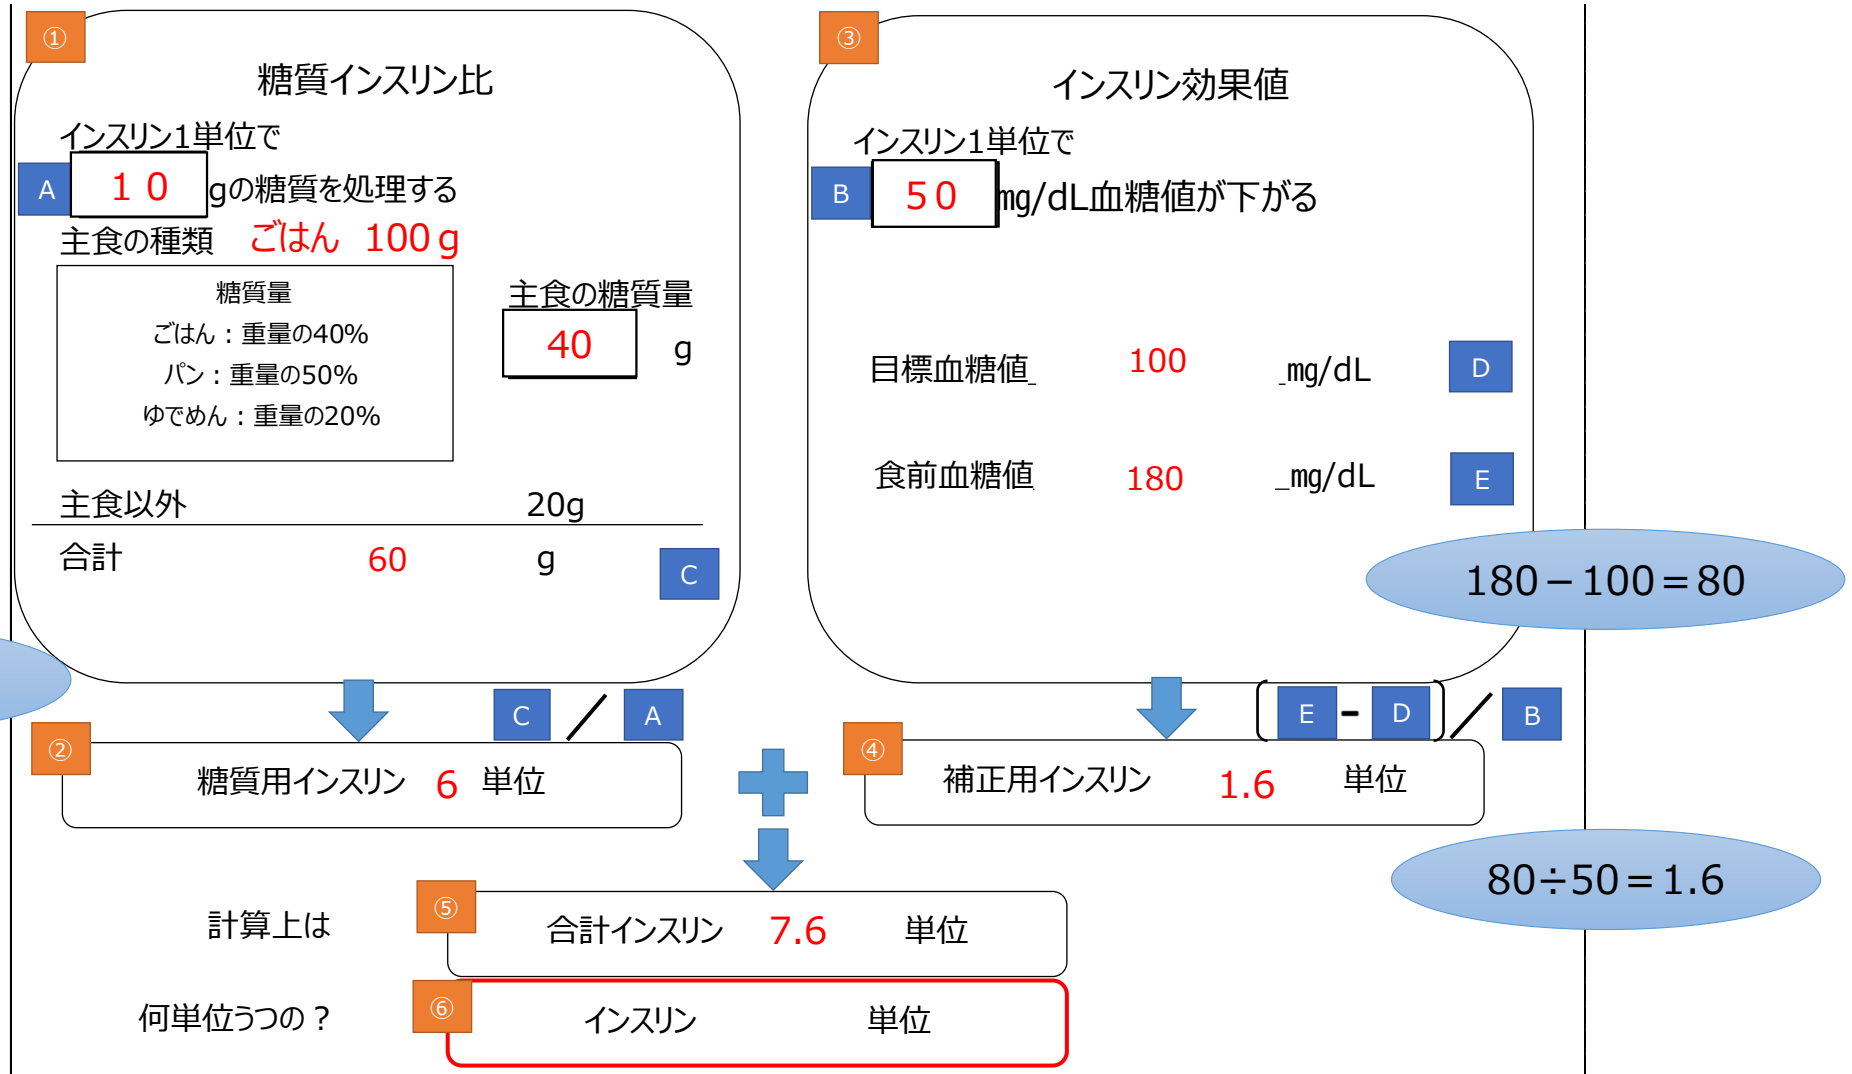 ①
糖質インスリン比
インスリン1単位で
A 10 gの糖質を処理する
主食の種類 ごはん 100g
糖質量
ごはん：重量の40%
パン：重量の50%
ゆでめん：重量の20%
主食の糖質量
40 g
主食以外 20g
合計 60 g C
③
インスリン効果値
インスリン1単位で
B 50 mg/dL血糖値が下がる
目標血糖値_ 100 _mg/dL D
食前血糖値 180 _mg/dL E
180－100＝80
C / A
② 糖質用インスリン 6 単位
(E - D) / B
④ 補正用インスリン 1.6 単位
80÷50＝1.6
計算上は ⑤ 合計インスリン 7.6 単位
何単位うつの？ ⑥ インスリン 単位